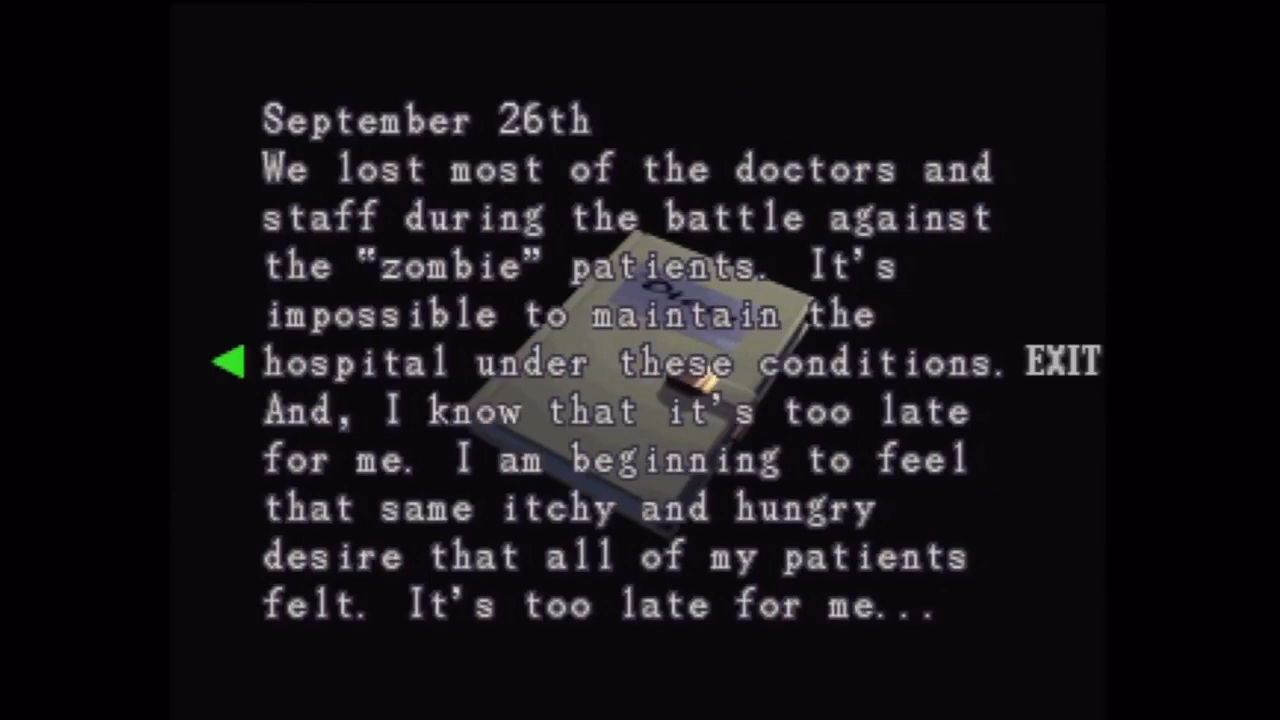 September 26th
We lost most of the doctors and
staff during the battle against
the "zombie" patients. It's
impossible to maintain the
hospital under these conditions. EXIT
And, I know that it's too late
for me. I am beginning to feel
that same itchy and hungry
desire that all of my patients
felt. It's too late for me...